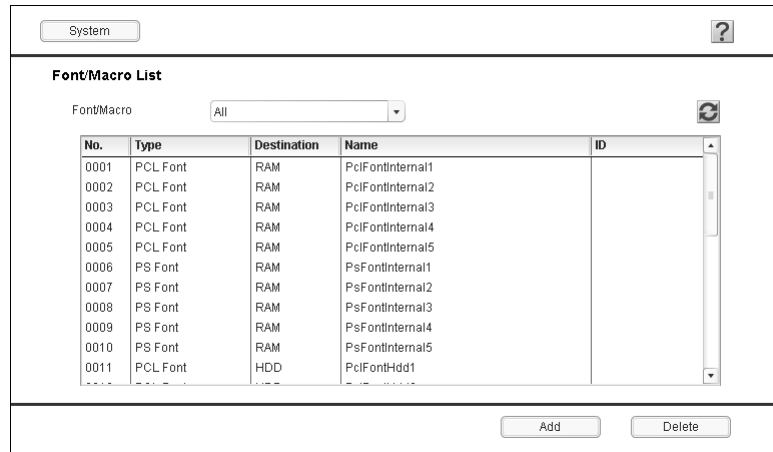 System
?
Font/Macro List
Font/Macro All
No. Type Destination Name ID
0001 PCL Font RAM PclFontInternal1
0002 PCL Font RAM PclFontInternal2
0003 PCL Font RAM PclFontInternal3
0004 PCL Font RAM PclFontInternal4
0005 PCL Font RAM PclFontInternal5
0006 PS Font RAM PsFontInternal1
0007 PS Font RAM PsFontInternal2
0008 PS Font RAM PsFontInternal3
0009 PS Font RAM PsFontInternal4
0010 PS Font RAM PsFontInternal5
0011 PCL Font HDD PclFontHdd1
Add Delete